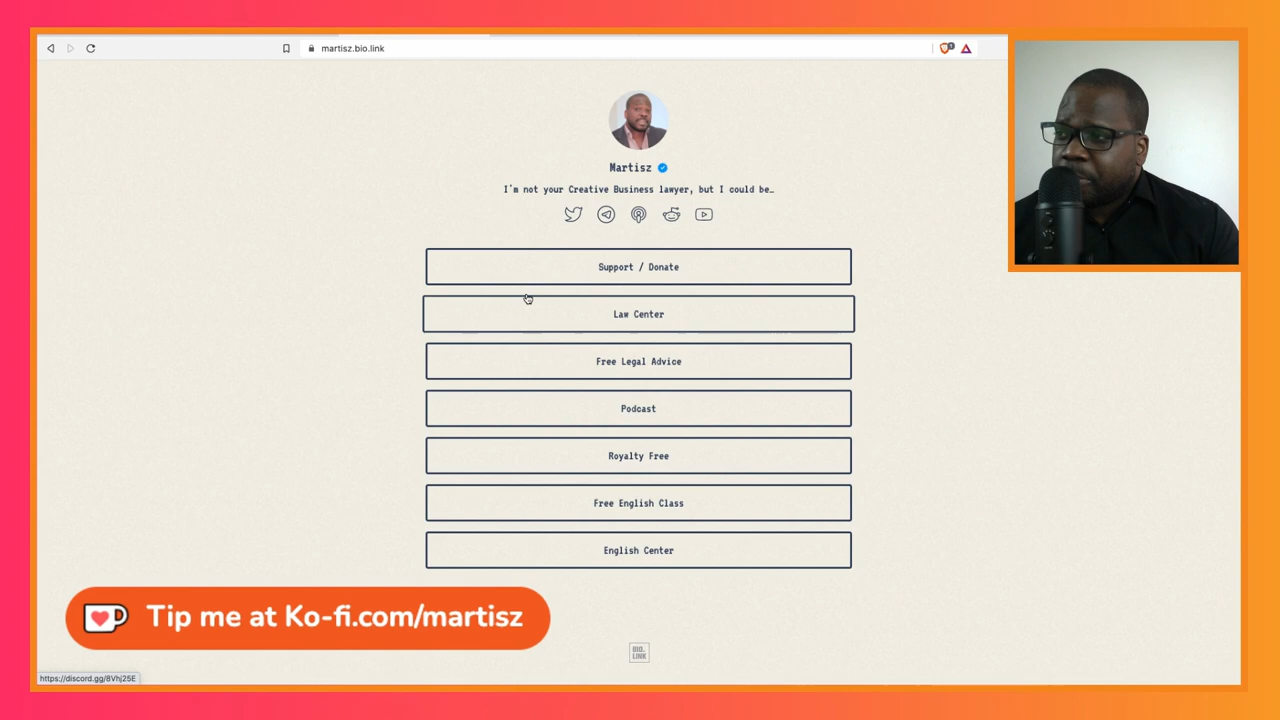 martisz.bio.link
1
Martisz
I'm not your Creative Business lawyer, but I could be…
Support / Donate
Law Center
Free Legal Advice
Podcast
Royalty Free
Free English Class
English Center
Tip me at Ko-fi.com/martisz
BIO.
LINK
https://discord.gg/8Vhj25E